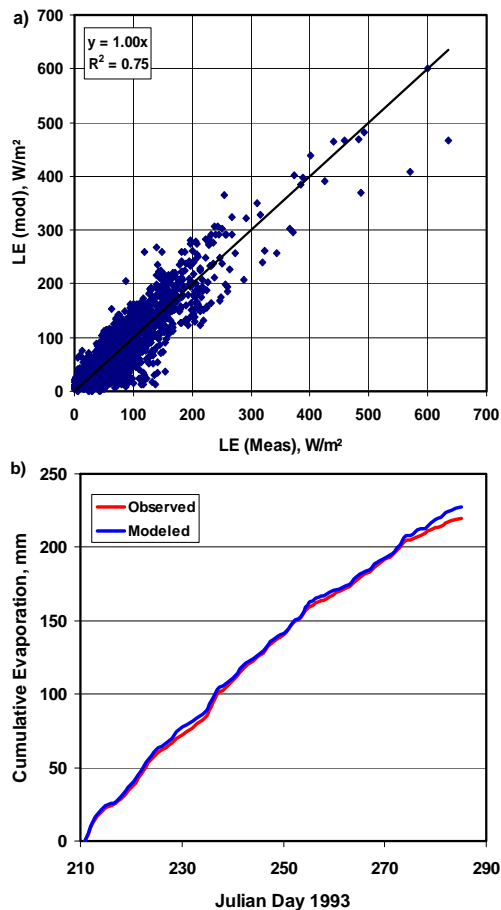 a)
700
600
500
400
300
200
100
0
LE (mod), W/m²
y = 1.00x
R² = 0.75
0 100 200 300 400 500 600 700
LE (Meas), W/m²
b)
250
200
150
100
50
0
Cumulative Evaporation, mm
Observed
Modeled
210 230 250 270 290
Julian Day 1993